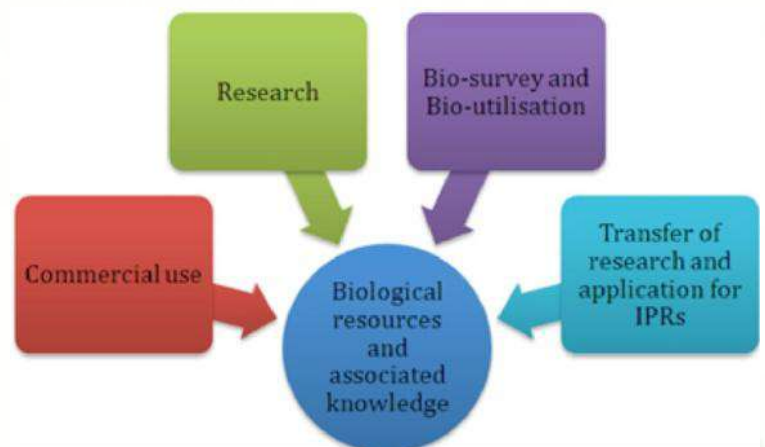 Research
Bio-survey and
Bio-utilisation
Commercial use
Transfer of
research and
application for
IPRs
Biological
resources
and
associated
knowledge